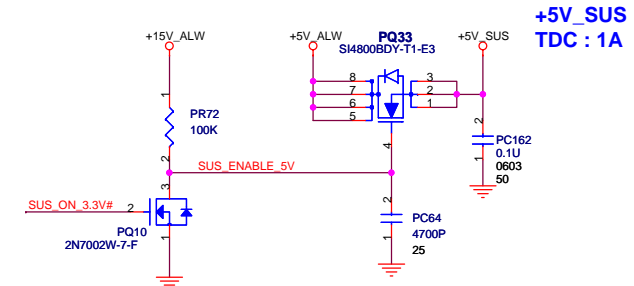 +5V_SUS
TDC : 1A
+15V_ALW
+5V_ALW
PQ33
SI4800BDY-T1-E3
+5V_SUS
1
PR72
100K
2
8
7
6
5
3
2
1
4
2
PC162
0.1U
0603
50
1
SUS_ENABLE_5V
3
SUS_ON_3.3V#
2
PQ10
2N7002W-7-F
1
2
PC64
4700P
25
1